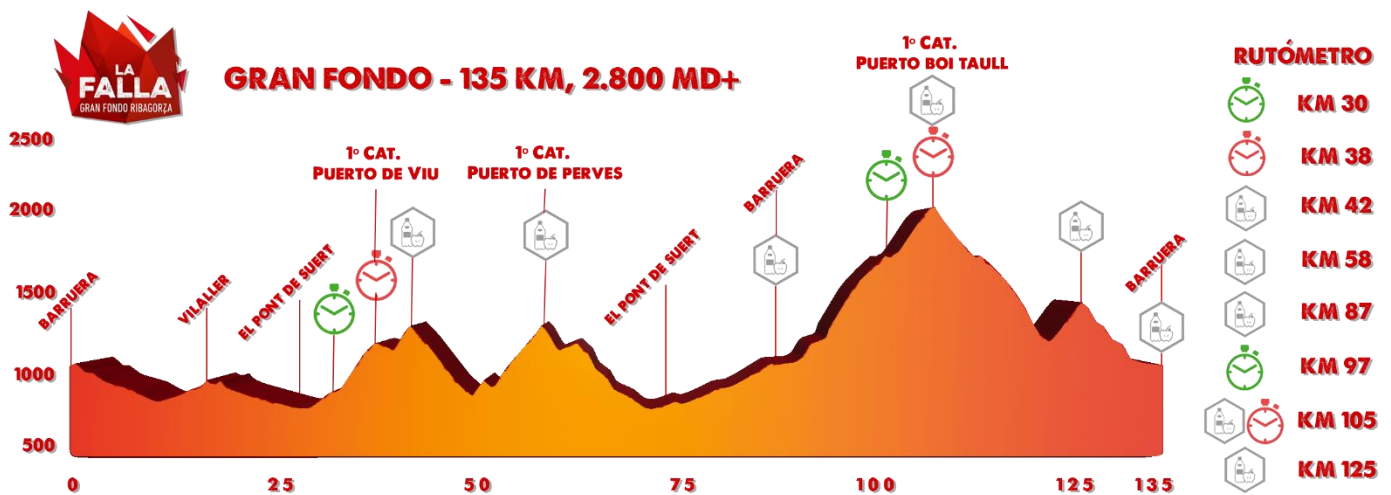 LA
FALLA
GRAN FONDO RIBAGORZA
GRAN FONDO - 135 KM, 2.800 MD+
1º CAT.
PUERTO BOI TAULL
RUTÓMETRO
KM 30
KM 38
KM 42
KM 58
KM 87
KM 97
KM 105
KM 125
2500
2000
1500
1000
500
1º CAT.
PUERTO DE VIU
1º CAT.
PUERTO DE PERVES
BARRUERA
VILALLER
EL PONT DE SUERT
EL PONT DE SUERT
BARRUERA
BARRUERA
0 25 50 75 100 125 135